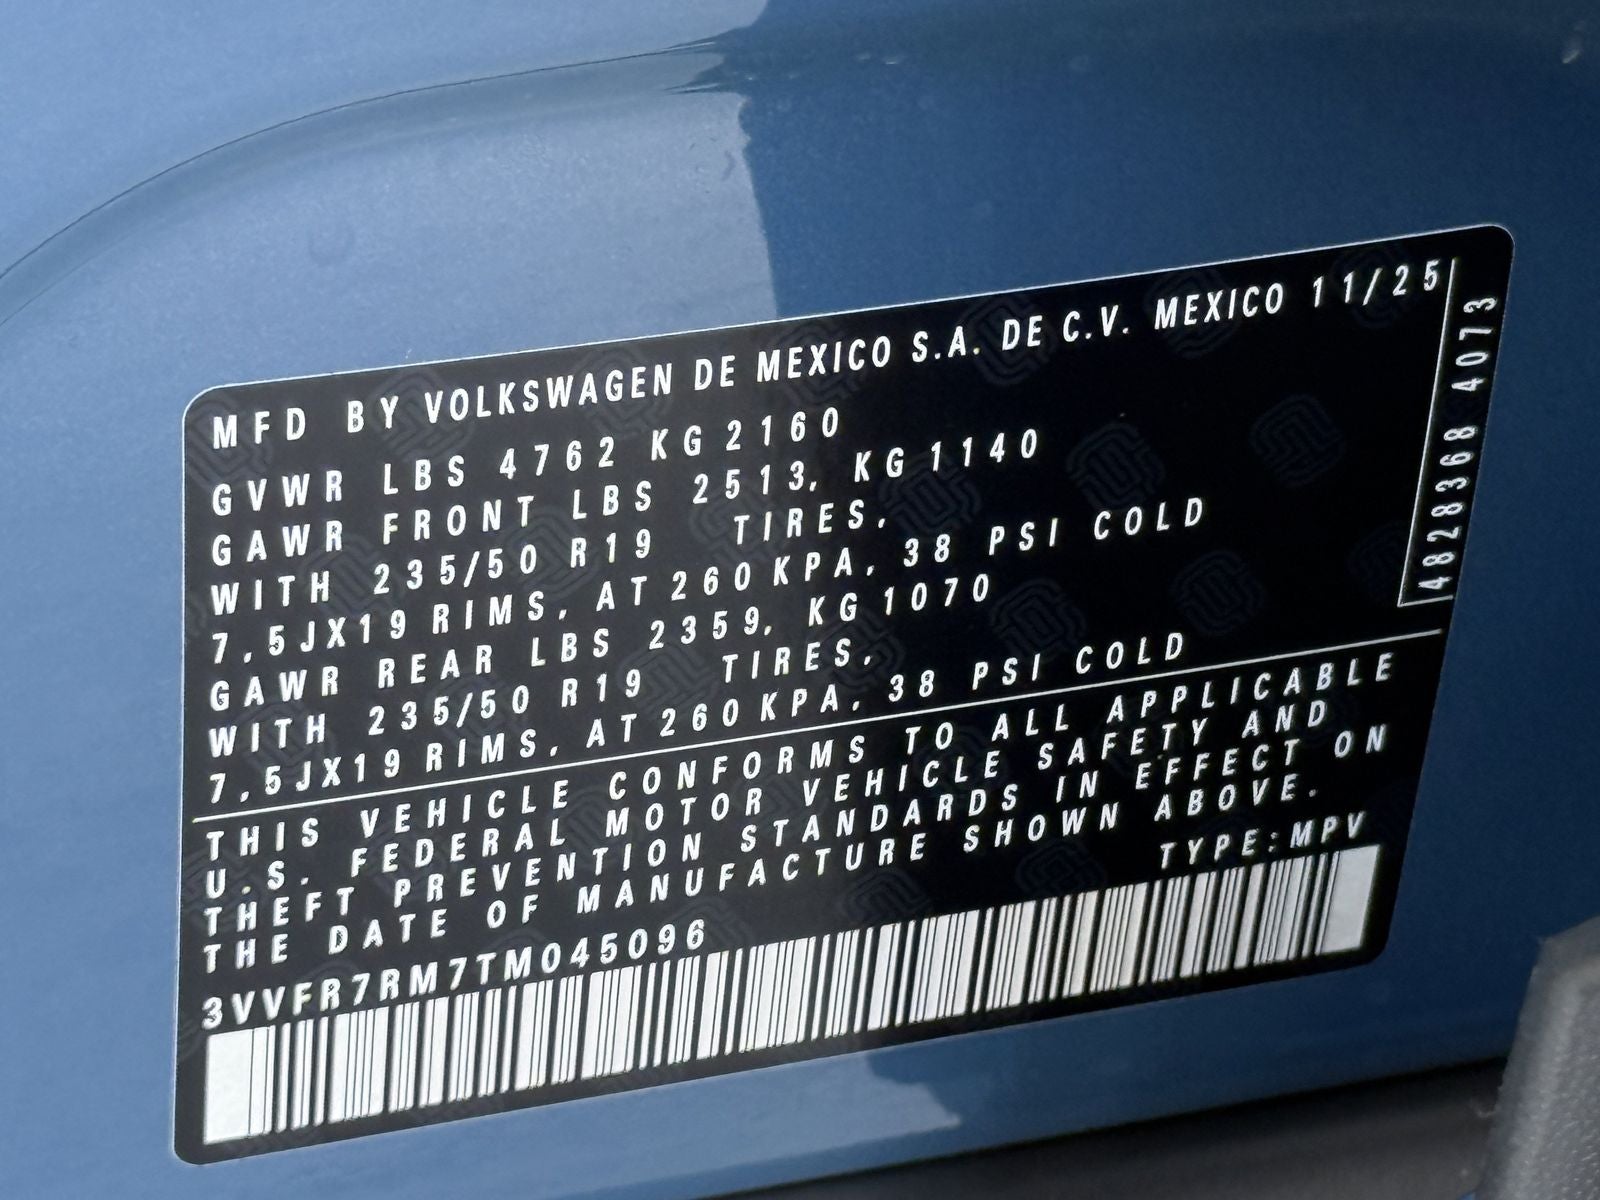 MFD BY VOLKSWAGEN DE MEXICO S.A. DE C.V. MEXICO 11/25
GVWR LBS 4762 KG 2160
GAWR FRONT LBS 2513, KG 1140
WITH 235/50 R19 TIRES,
7,5JX19 RIMS, AT 260 KPA, 38 PSI COLD
GAWR REAR LBS 2359, KG 1070
WITH 235/50 R19 TIRES,
7,5JX19 RIMS, AT 260 KPA, 38 PSI COLD
4828368 4073
THIS VEHICLE CONFORMS TO ALL APPLICABLE
U.S. FEDERAL MOTOR VEHICLE SAFETY AND
THEFT PREVENTION STANDARDS IN EFFECT ON
THE DATE OF MANUFACTURE SHOWN ABOVE.
TYPE:MPV
3VVFR7RM7TM045096